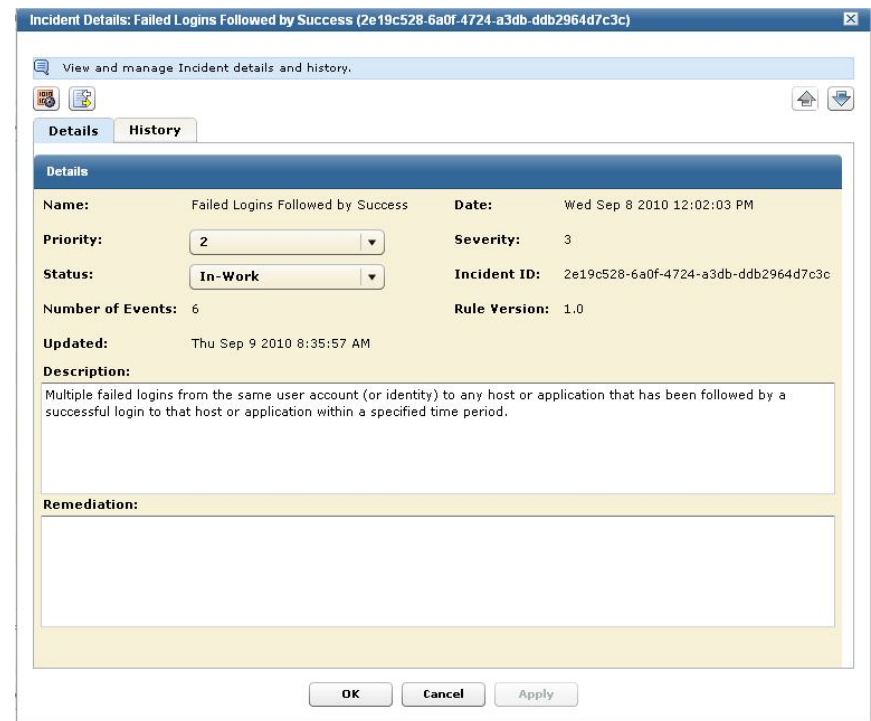 Incident Details: Failed Logins Followed by Success (2e19c528-6a0f-4724-a3db-ddb2964d7c3c)
View and manage Incident details and history.
Details History
Details
Name: Failed Logins Followed by Success Date: Wed Sep 8 2010 12:02:03 PM
Priority: 2 Severity: 3
Status: In-Work Incident ID: 2e19c528-6a0f-4724-a3db-ddb2964d7c3c
Number of Events: 6 Rule Version: 1.0
Updated: Thu Sep 9 2010 8:35:57 AM
Description:
Multiple failed logins from the same user account (or identity) to any host or application that has been followed by a
successful login to that host or application within a specified time period.
Remediation:
OK Cancel Apply